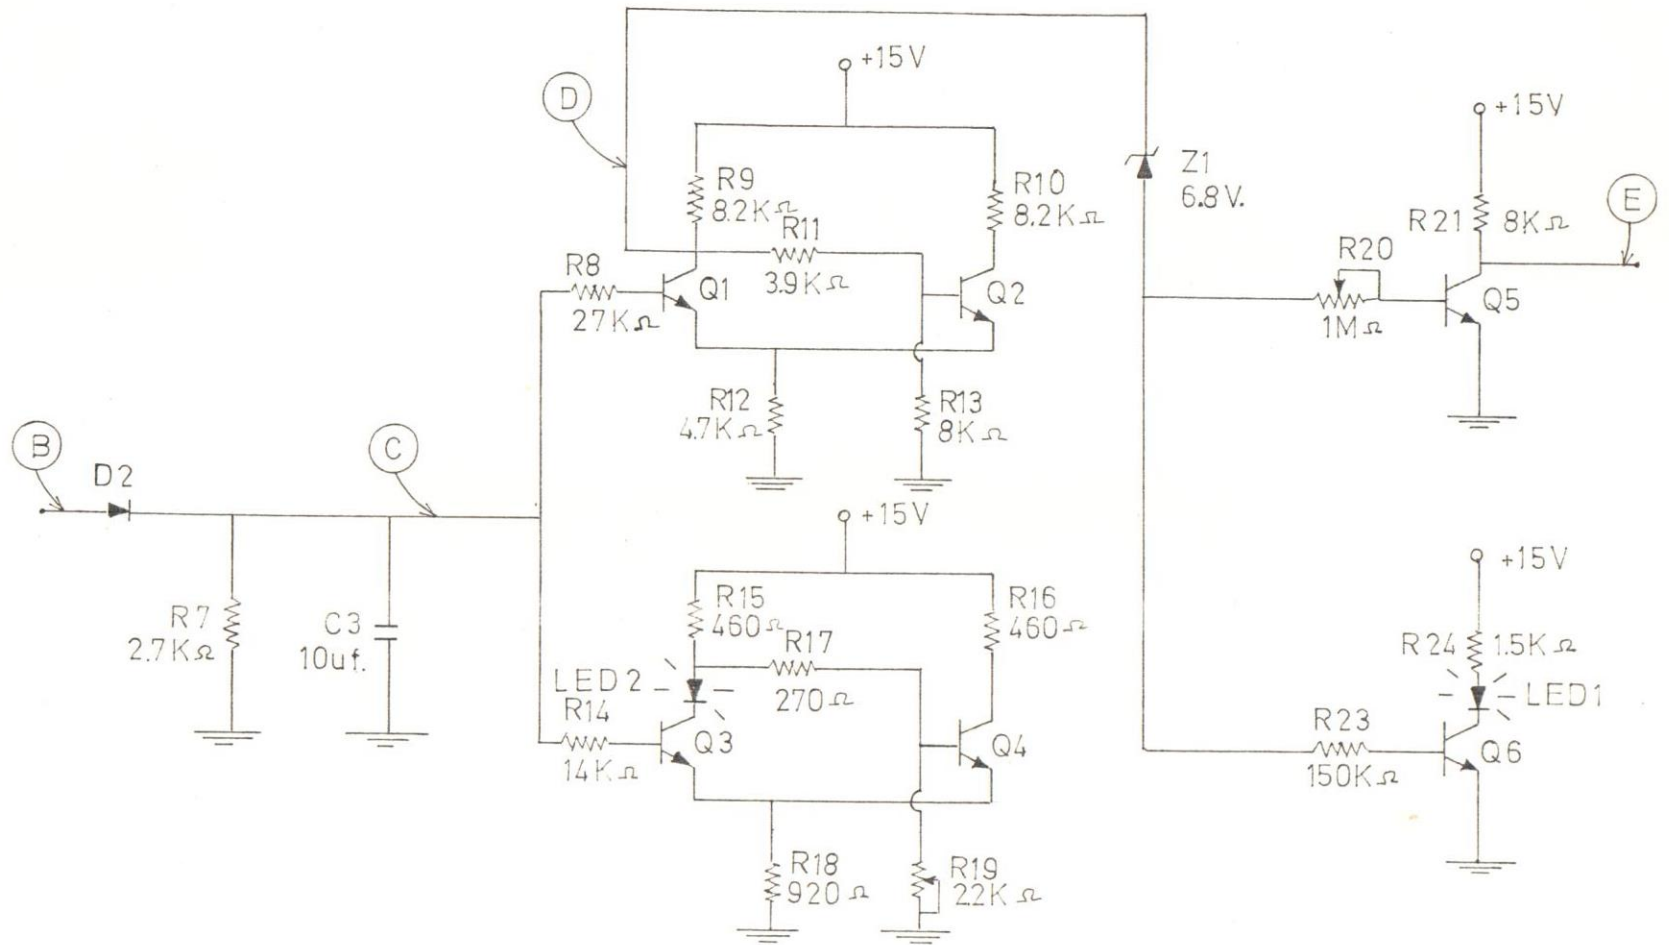 +15V
D
+15V
Z1
6.8V.
R9
8.2KΩ
R10
8.2KΩ
R11
3.9KΩ
E
R21
8KΩ
R20
1MΩ
R8
27KΩ
Q1
Q2
Q5
R12
4.7KΩ
R13
8KΩ
B
D2
C
+15V
+15V
R7
2.7KΩ
C3
10uf.
R15
460Ω
R16
460Ω
R17
270Ω
R24
1.5KΩ
LED2
LED1
R14
14KΩ
Q3
Q4
R23
150KΩ
Q6
R18
920Ω
R19
22KΩ